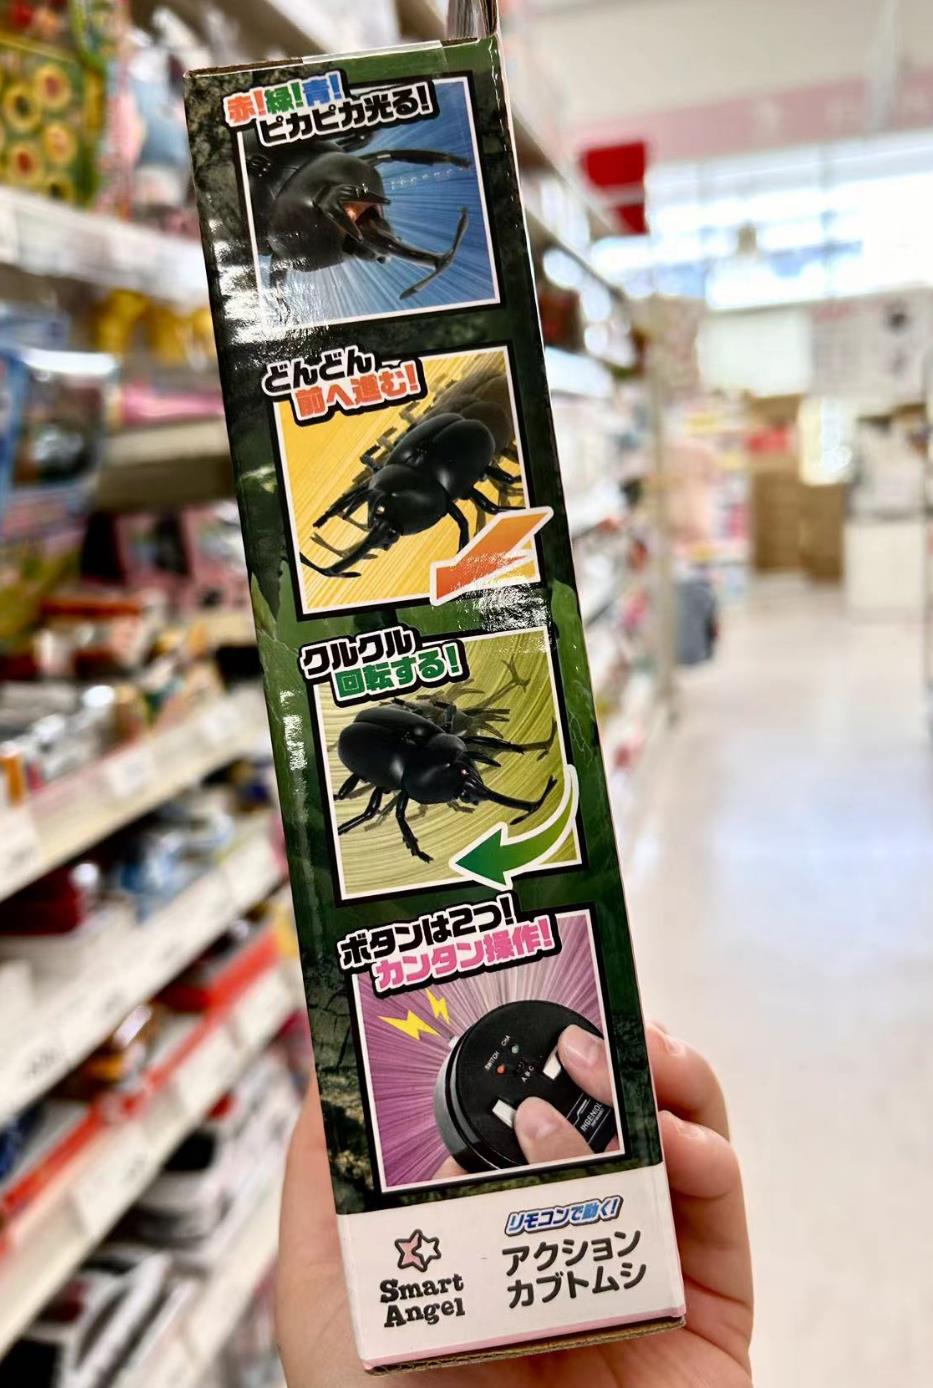 赤!緑!青!
ピカピカ光る!
どんどん
前へ進む!
クルクル
回転する!
ボタンは2つ!
カンタン操作!
SWITCH
CHA
A B C
Smart
Angel
リモコンで動く!
アクション
カブトムシ